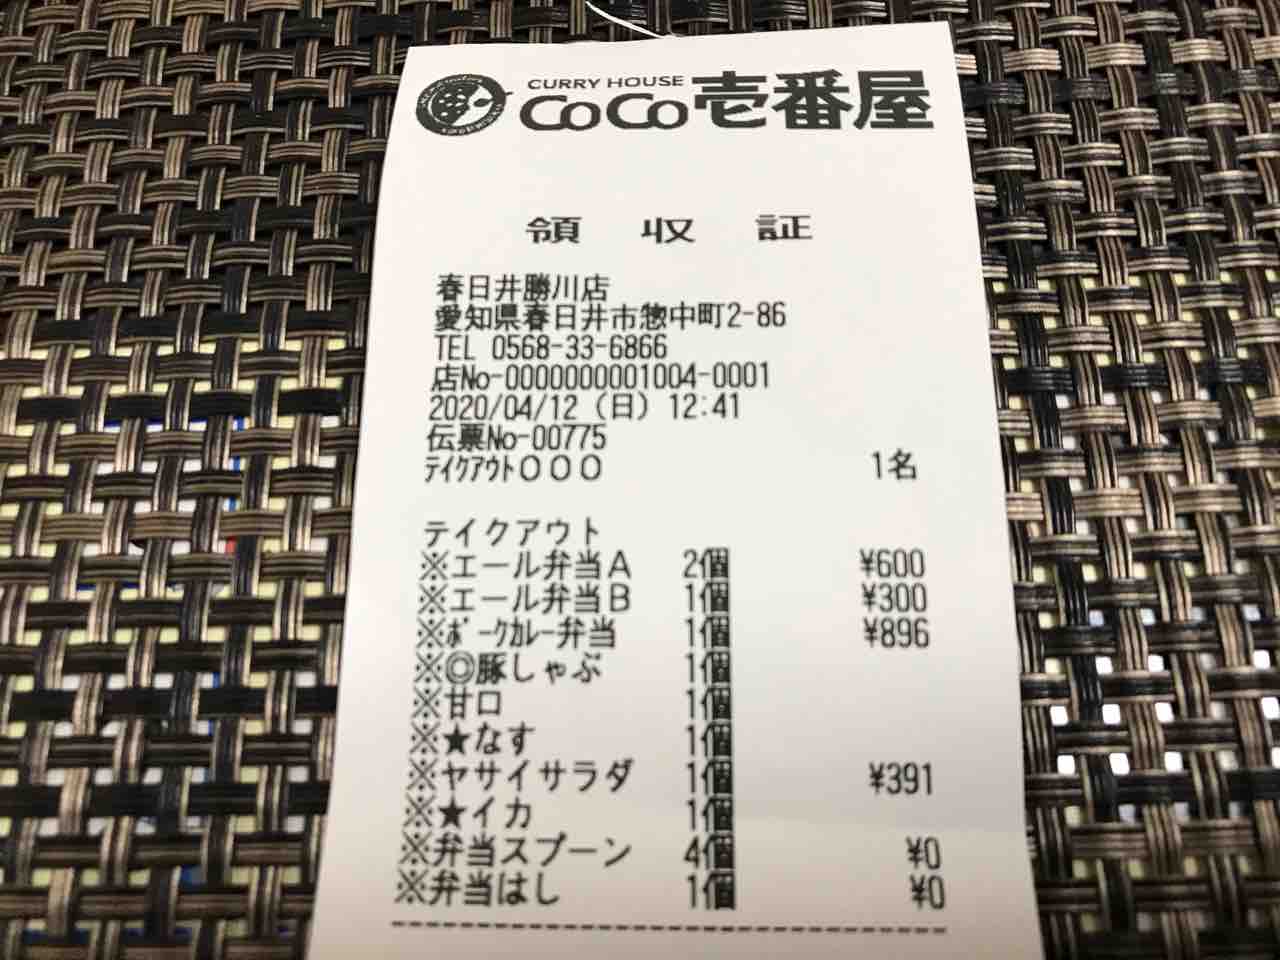 CURRY HOUSE
CoCo壱番屋
領収証
春日井勝川店
愛知県春日井市惣中町2-86
TEL 0568-33-6866
店No-0000000001004-0001
2020/04/12（日）12:41
伝票No-00775
ﾃｲｸｱｳﾄ０００ 1名
テイクアウト
※エール弁当Ａ 2個 ¥600
※エール弁当Ｂ 1個 ¥300
※ﾎﾟｰｸｶﾚｰ弁当 1個 ¥896
※◎豚しゃぶ 1個
※甘口 1個
※★なす 1個
※ヤサイサラダ 1個 ¥391
※★イカ 1個
※弁当スプーン 4個 ¥0
※弁当はし 1個 ¥0